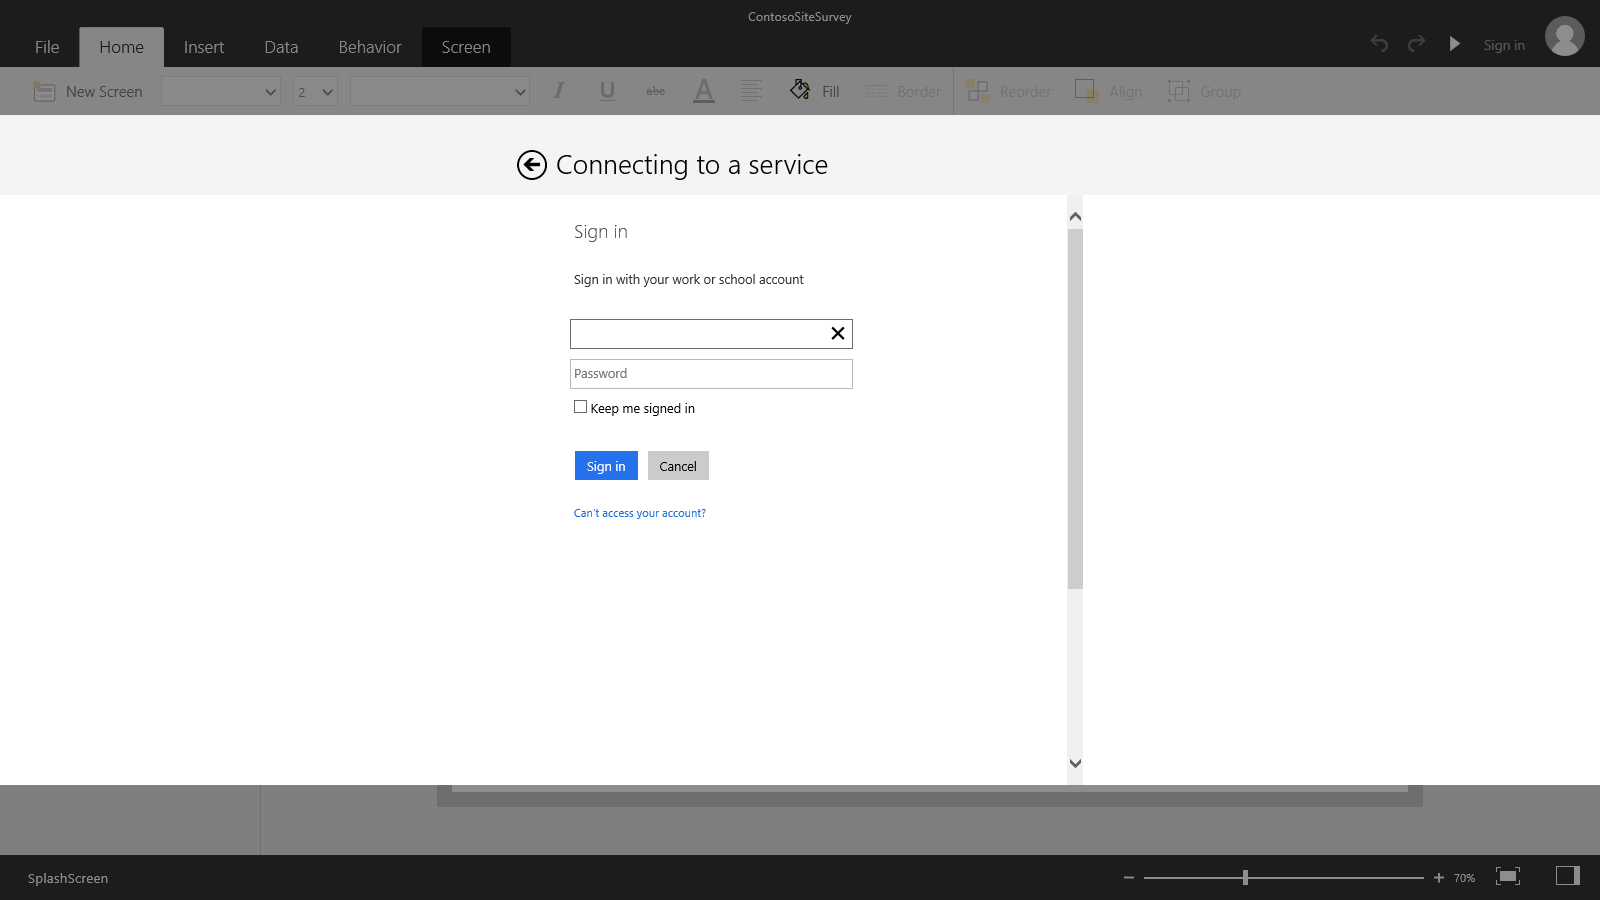 ContosoSiteSurvey
File Home Insert Data Behavior Screen Sign in
New Screen 2 I U abc A Fill Border Reorder Align Group
Connecting to a service
Sign in
Sign in with your work or school account
Password
Keep me signed in
Sign in Cancel
Can't access your account?
SplashScreen 70%